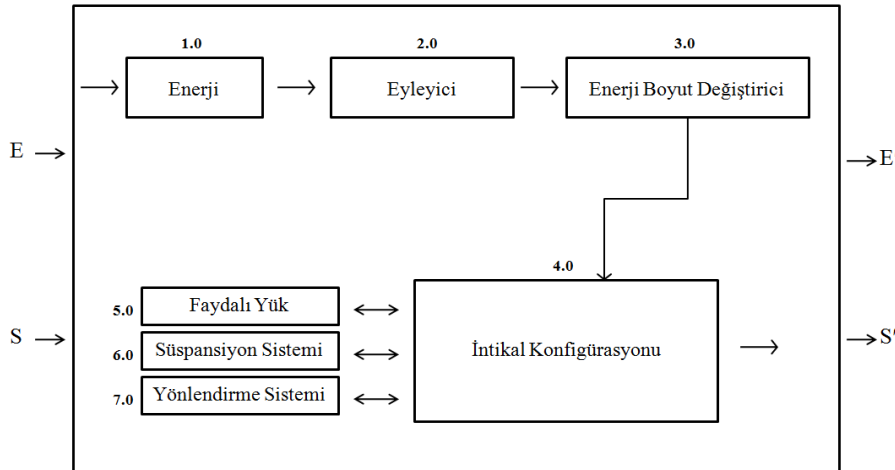 1.0
2.0
3.0
Enerji
Eyleyici
Enerji Boyut Değiştirici
E
E
4.0
5.0
Faydalı Yük
6.0
Süspansiyon Sistemi
7.0
Yönlendirme Sistemi
İntikal Konfigürasyonu
S
S'